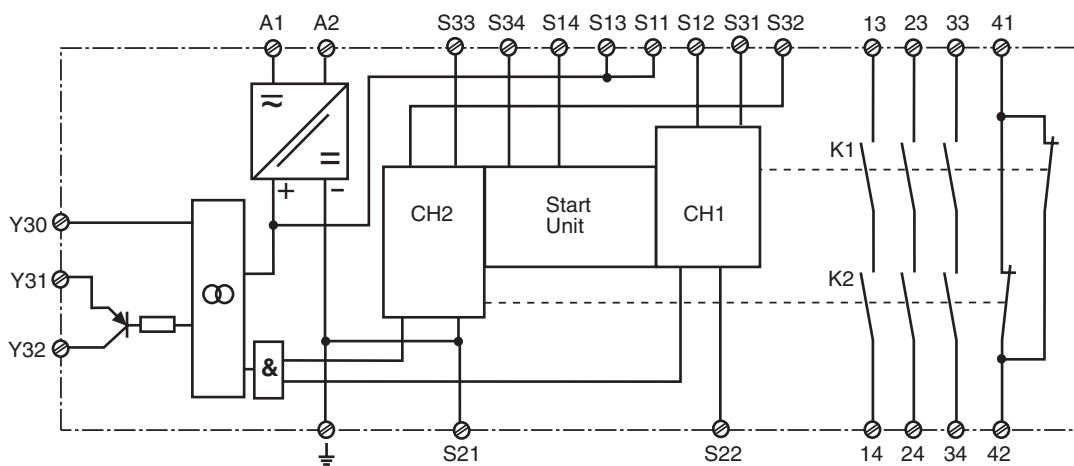 A1 A2 S33 S34 S14 S13 S11 S12 S31 S32 13 23 33 41
+ -
K1
CH2
Start
Unit
CH1
Y30
Y31
K2
Y32
&
S21 S22 14 24 34 42